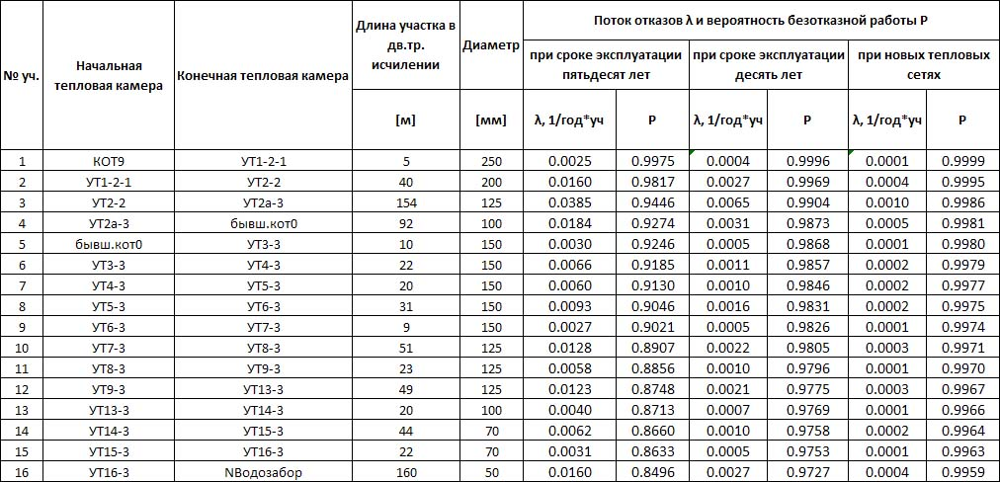 № уч. Начальная тепловая камера Конечная тепловая камера Длина участка в дв.тр. исчилении Диаметр Поток отказов λ и вероятность безотказной работы Р
при сроке эксплуатации пятьдесят лет при сроке эксплуатации десять лет при новых тепловых сетях
[м] [мм] λ, 1/год*уч Р λ, 1/год*уч Р λ, 1/год*уч Р
1 КОТ9 УТ1-2-1 5 250 0.0025 0.9975 0.0004 0.9996 0.0001 0.9999
2 УТ1-2-1 УТ2-2 40 200 0.0160 0.9817 0.0027 0.9969 0.0004 0.9995
3 УТ2-2 УТ2а-3 154 125 0.0385 0.9446 0.0065 0.9904 0.0010 0.9986
4 УТ2а-3 бывш.кот0 92 100 0.0184 0.9274 0.0031 0.9873 0.0005 0.9981
5 бывш.кот0 УТ3-3 10 150 0.0030 0.9246 0.0005 0.9868 0.0001 0.9980
6 УТ3-3 УТ4-3 22 150 0.0066 0.9185 0.0011 0.9857 0.0002 0.9979
7 УТ4-3 УТ5-3 20 150 0.0060 0.9130 0.0010 0.9846 0.0002 0.9977
8 УТ5-3 УТ6-3 31 150 0.0093 0.9046 0.0016 0.9831 0.0002 0.9975
9 УТ6-3 УТ7-3 9 150 0.0027 0.9021 0.0005 0.9826 0.0001 0.9974
10 УТ7-3 УТ8-3 51 125 0.0128 0.8907 0.0022 0.9805 0.0003 0.9971
11 УТ8-3 УТ9-3 23 125 0.0058 0.8856 0.0010 0.9796 0.0001 0.9970
12 УТ9-3 УТ13-3 49 125 0.0123 0.8748 0.0021 0.9775 0.0003 0.9967
13 УТ13-3 УТ14-3 20 100 0.0040 0.8713 0.0007 0.9769 0.0001 0.9966
14 УТ14-3 УТ15-3 44 70 0.0062 0.8660 0.0010 0.9758 0.0002 0.9964
15 УТ15-3 УТ16-3 22 70 0.0031 0.8633 0.0005 0.9753 0.0001 0.9963
16 УТ16-3 NВодозабор 160 50 0.0160 0.8496 0.0027 0.9727 0.0004 0.9959